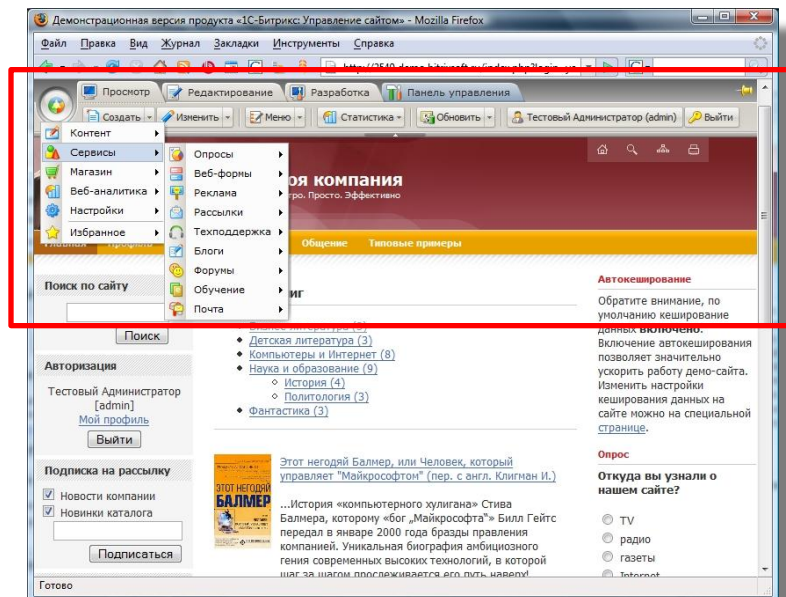 Демонстрационная версия продукта «1С-Битрикс: Управление сайтом» - Mozilla Firefox
Файл Правка Вид Журнал Закладки Инструменты Справка
Просмотр Редактирование Разработка Панель управления
Создать Изменить Меню Статистика Обновить Тестовый Администратор (admin) Выйти
Контент
Сервисы
Магазин
Веб-аналитика
Настройки
Избранное
Опросы
Веб-формы
Реклама
Рассылки
Техподдержка
Блоги
Форумы
Обучение
Почта
компания
Просто. Эффективно
Общение Типовые примеры
Поиск по сайту
Поиск
Авторизация
Тестовый Администратор
[admin]
Мой профиль
Выйти
Подписка на рассылку
Новости компании
Новинки каталога
Подписаться
Детская литература (3)
Компьютеры и Интернет (8)
Наука и образование (9)
История (4)
Политология (3)
Фантастика (3)
ЭТОТ НЕГОДЯЙ
БАЛМЕР
Этот негодяй Балмер, или Человек, который
управляет "Майкрософтом" (пер. с англ. Клигман И.)
...История «компьютерного хулигана» Стива
Балмера, которому «бог „Майкрософта“» Билл Гейтс
передал в январе 2000 года бразды правления
компанией. Уникальная биография амбициозного
гения современных высоких технологий, в которой
шаг за шагом прослеживается его путь наверх!
Автокеширование
Обратите внимание, по
умолчанию кеширование
данных включено.
Включение автокеширования
позволяет значительно
ускорить работу демо-сайта.
Изменить настройки
кеширования данных на
сайте можно на специальной
странице.
Опрос
Откуда вы узнали о
нашем сайте?
TV
радио
газеты
Internet
Готово